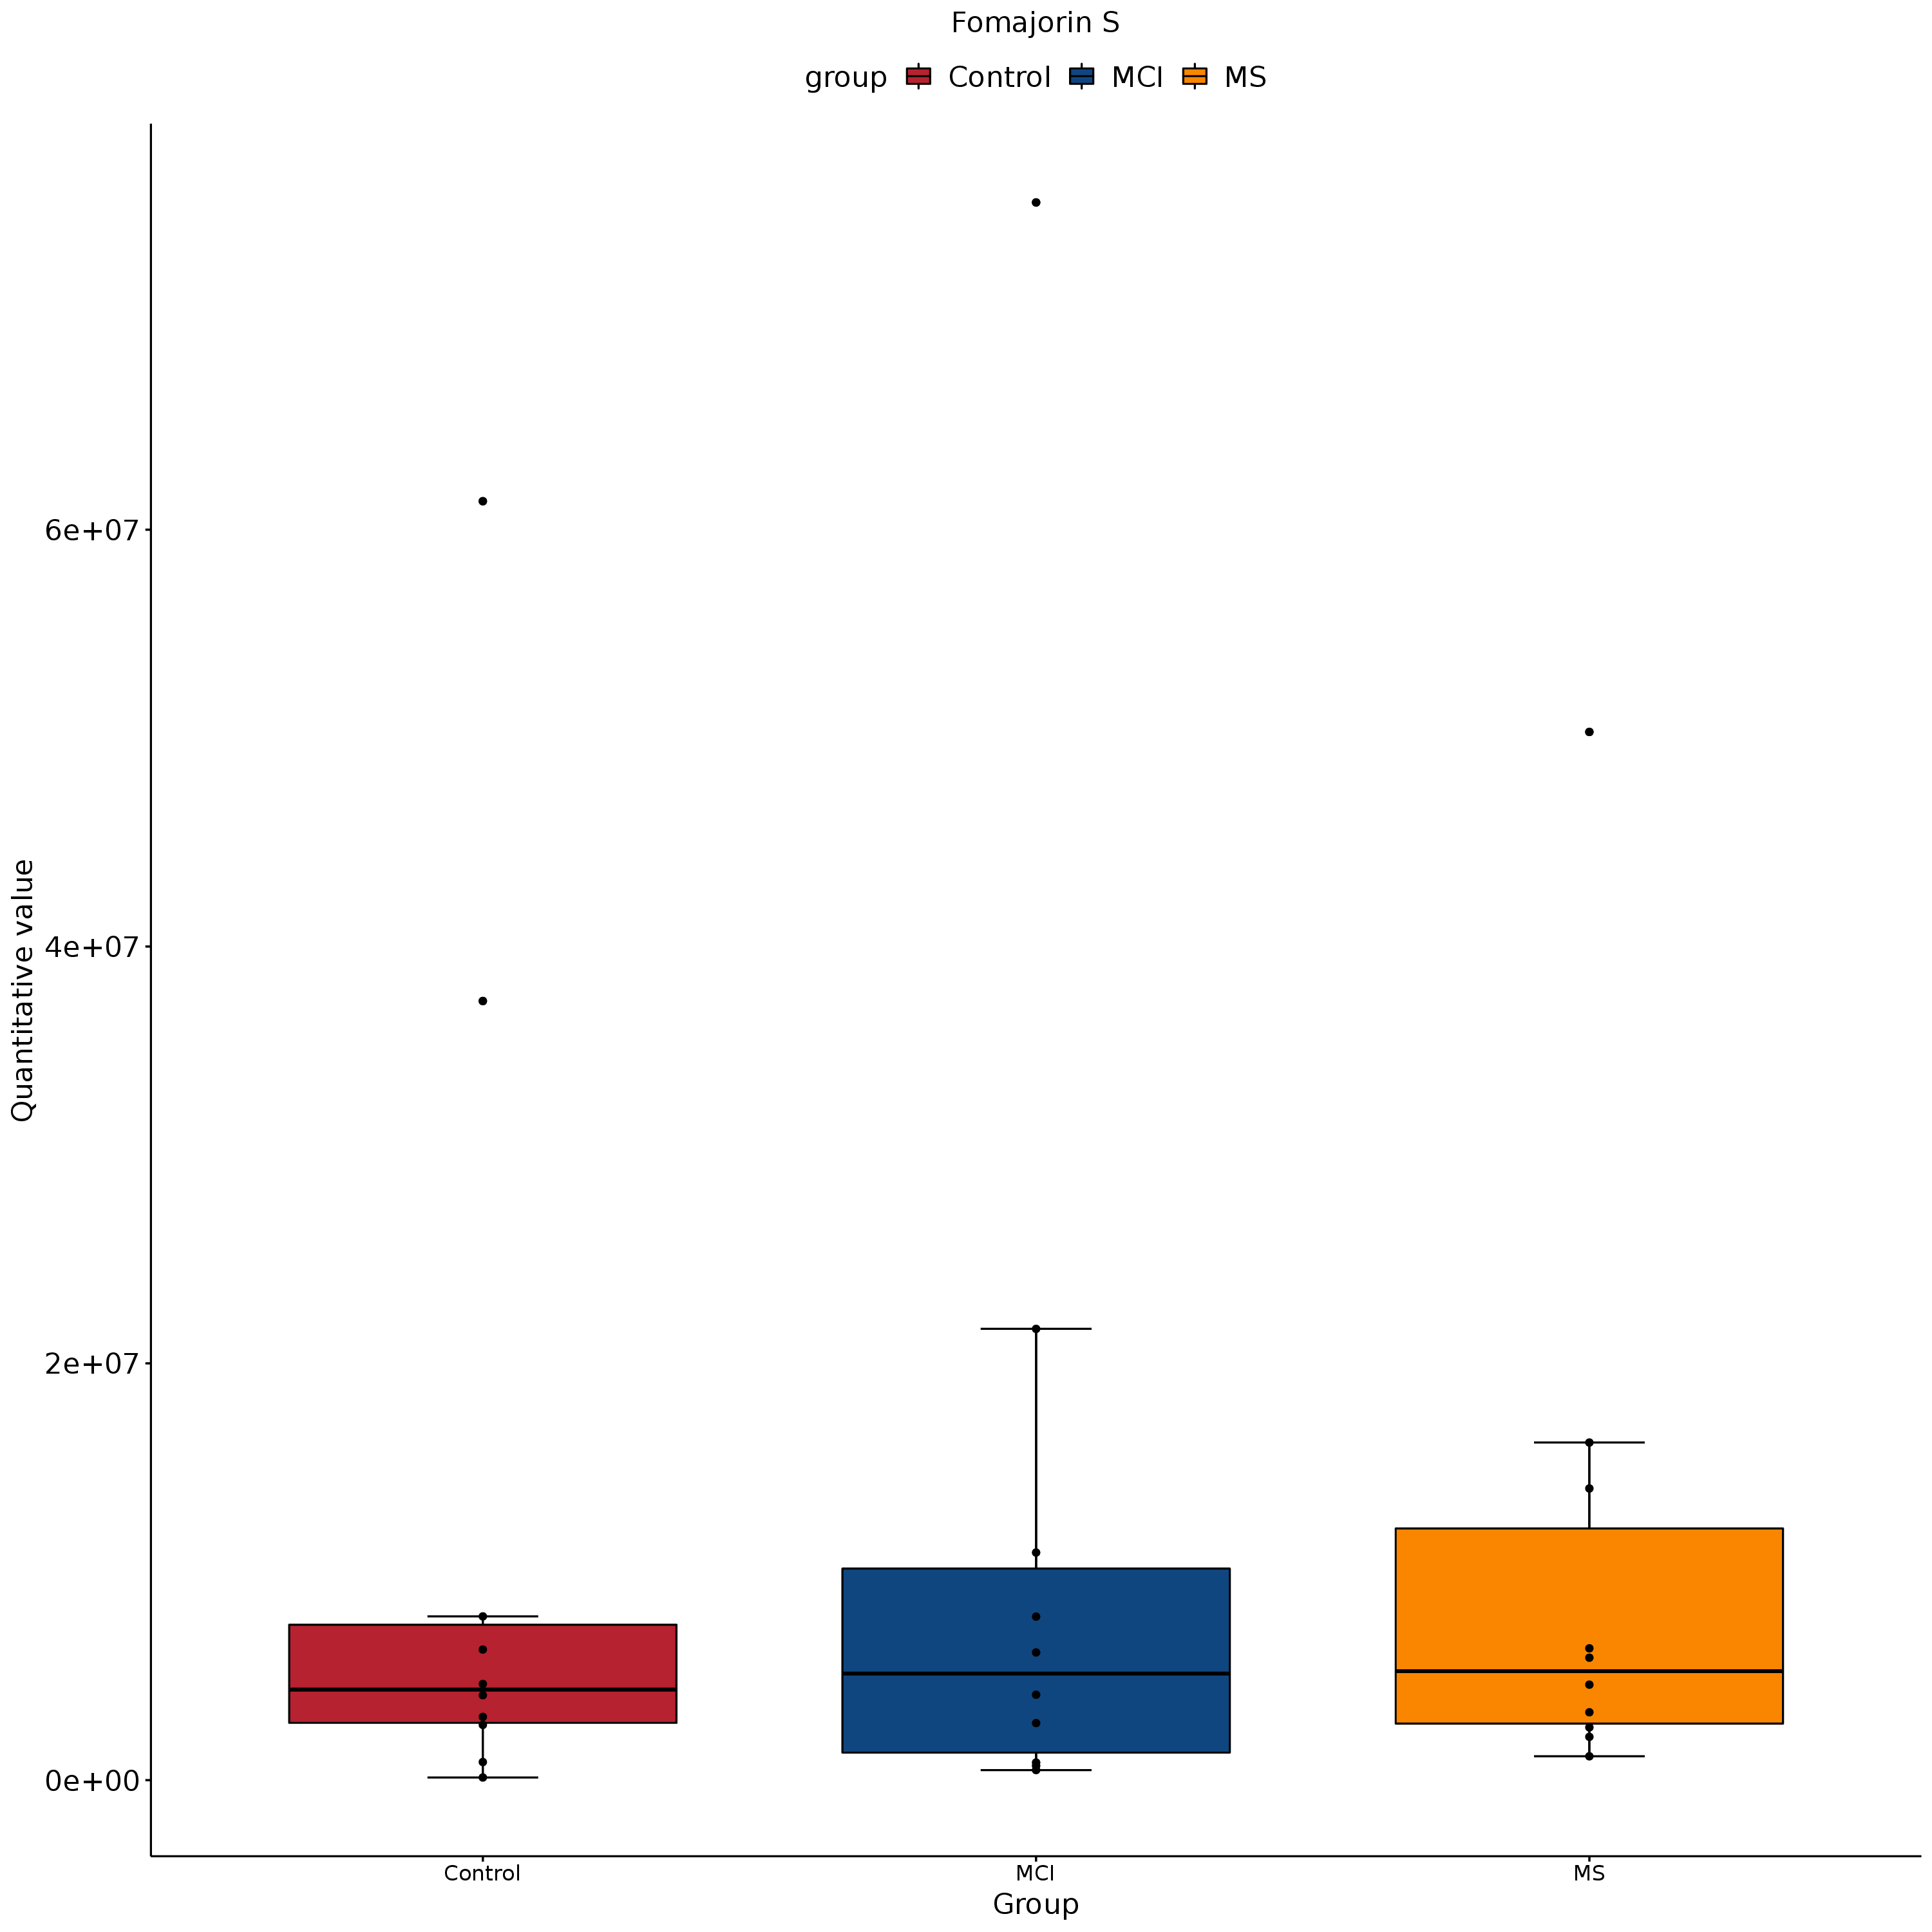 Fomajorin S
group Control MCI MS
Quantitative value
6e+07
4e+07
2e+07
0e+00
Control MCI MS
Group